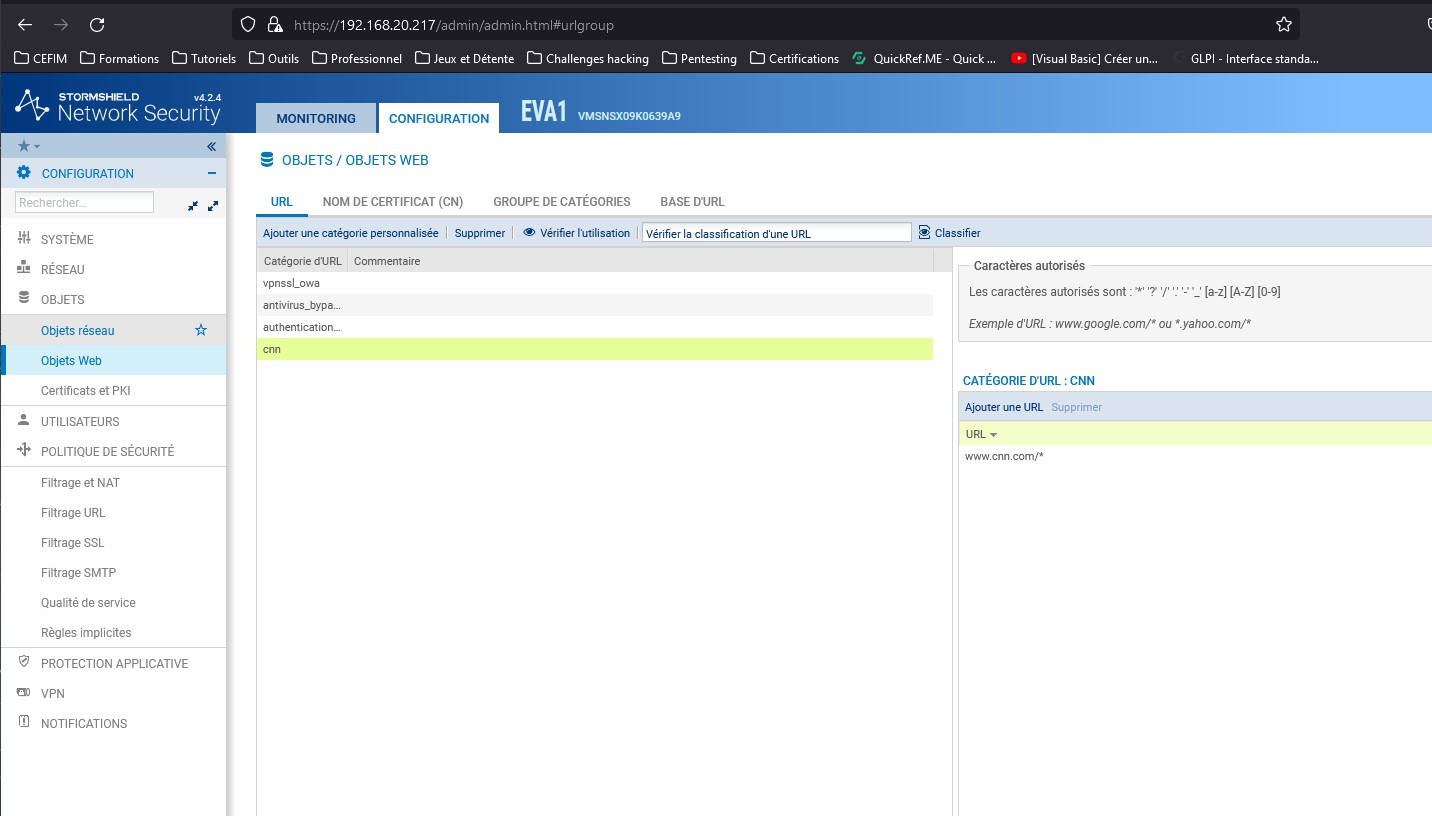 https://192.168.20.217/admin/admin.html#urlgroup
CEFIM Formations Tutoriels Outils Professionnel Jeux et Détente Challenges hacking Pentesting Certifications QuickRef.ME - Quick ... [Visual Basic] Créer un... GLPI - Interface standa...
STORMSHIELD v4.2.4
Network Security
MONITORING CONFIGURATION EVA1 VMSNSX09K0639A9
CONFIGURATION
Rechercher...
SYSTÈME
RÉSEAU
OBJETS
Objets réseau
Objets Web
Certificats et PKI
UTILISATEURS
POLITIQUE DE SÉCURITÉ
Filtrage et NAT
Filtrage URL
Filtrage SSL
Filtrage SMTP
Qualité de service
Règles implicites
PROTECTION APPLICATIVE
VPN
NOTIFICATIONS
OBJETS / OBJETS WEB
URL NOM DE CERTIFICAT (CN) GROUPE DE CATÉGORIES BASE D'URL
Ajouter une catégorie personnalisée Supprimer Vérifier l'utilisation Vérifier la classification d'une URL Classifier
Catégorie d'URL Commentaire
vpnssl_owa
antivirus_bypa...
authentication...
cnn
Caractères autorisés
Les caractères autorisés sont : '*' '?' '/' '.' '-' '_' [a-z] [A-Z] [0-9]
Exemple d'URL : www.google.com/* ou *.yahoo.com/*
CATÉGORIE D'URL : CNN
Ajouter une URL Supprimer
URL
www.cnn.com/*